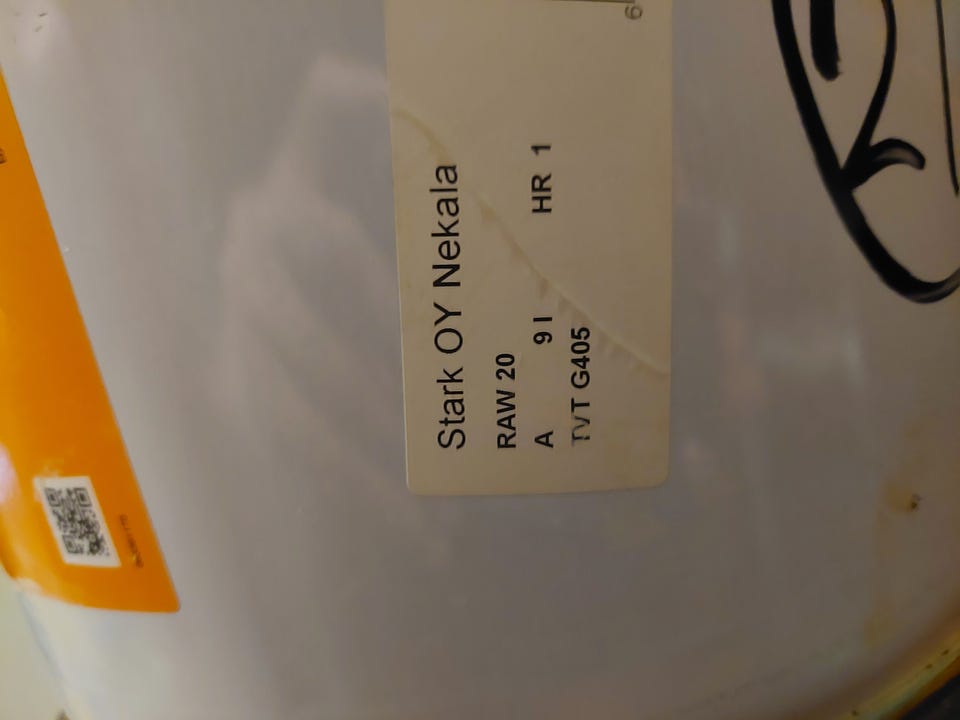 Stark OY Nekala
RAW 20
A 9 l HR 1
TVT G405